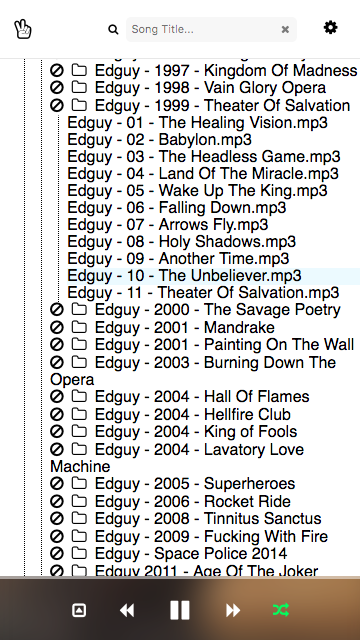 Song Title...
Edguy - 1997 - Kingdom Of Madness
Edguy - 1998 - Vain Glory Opera
Edguy - 1999 - Theater Of Salvation
Edguy - 01 - The Healing Vision.mp3
Edguy - 02 - Babylon.mp3
Edguy - 03 - The Headless Game.mp3
Edguy - 04 - Land Of The Miracle.mp3
Edguy - 05 - Wake Up The King.mp3
Edguy - 06 - Falling Down.mp3
Edguy - 07 - Arrows Fly.mp3
Edguy - 08 - Holy Shadows.mp3
Edguy - 09 - Another Time.mp3
Edguy - 10 - The Unbeliever.mp3
Edguy - 11 - Theater Of Salvation.mp3
Edguy - 2000 - The Savage Poetry
Edguy - 2001 - Mandrake
Edguy - 2001 - Painting On The Wall
Edguy - 2003 - Burning Down The
Opera
Edguy - 2004 - Hall Of Flames
Edguy - 2004 - Hellfire Club
Edguy - 2004 - King of Fools
Edguy - 2004 - Lavatory Love
Machine
Edguy - 2005 - Superheroes
Edguy - 2006 - Rocket Ride
Edguy - 2008 - Tinnitus Sanctus
Edguy - 2009 - Fucking With Fire
Edguy - Space Police 2014
Edguy 2011 - Age Of The Joker